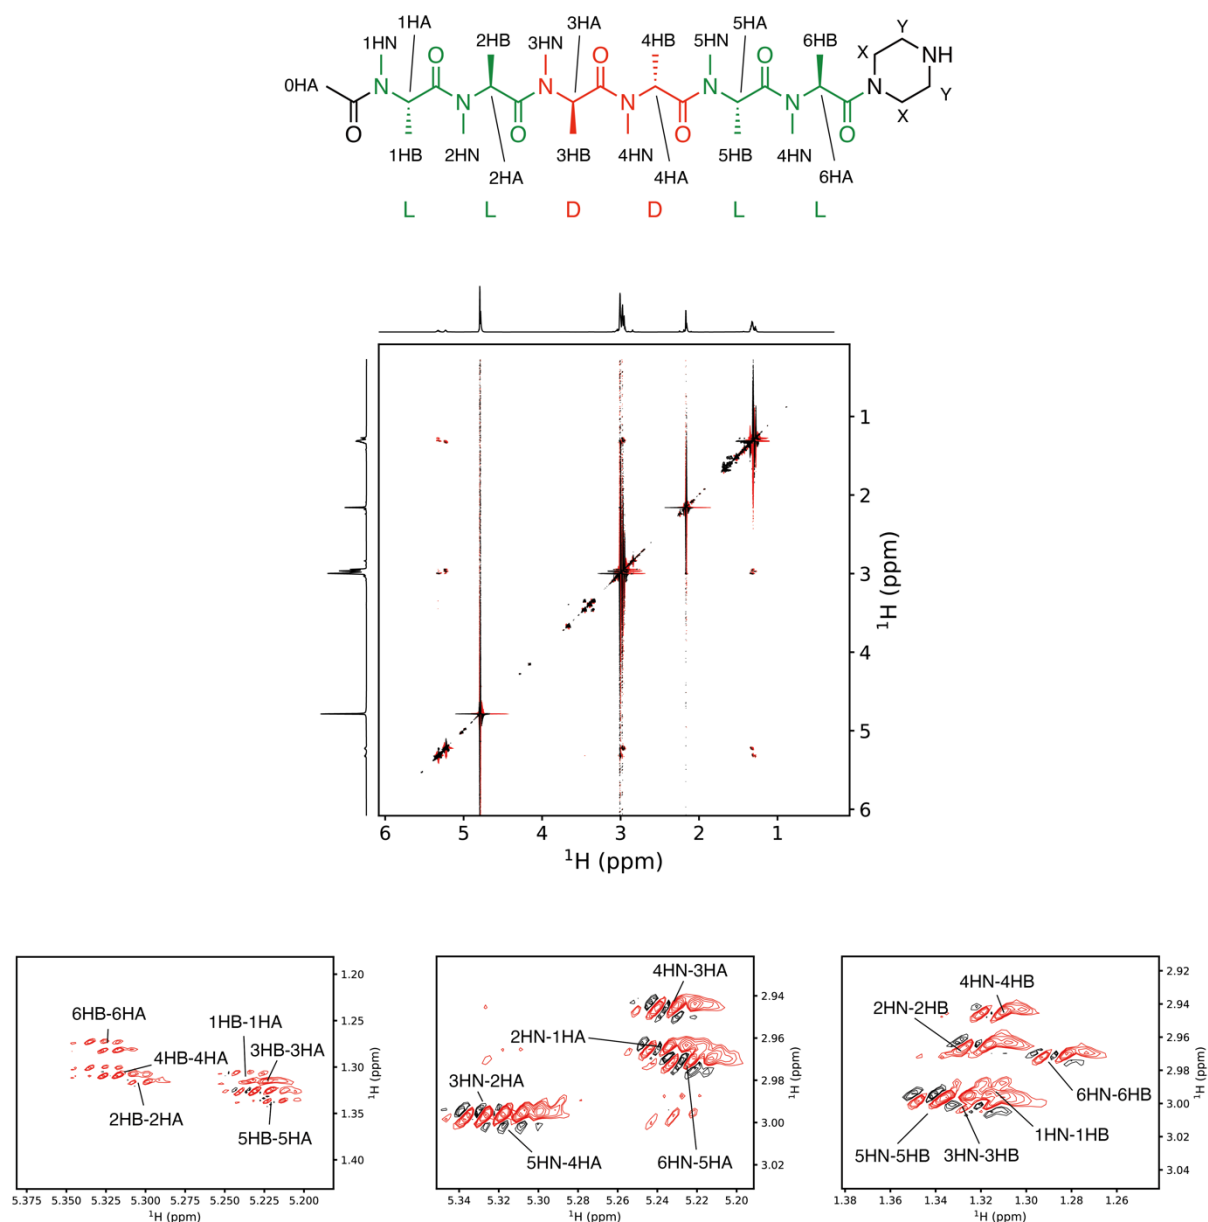 1HA 3HA 5HA Y
1HN 2HB 3HN 4HB 5HN 6HB
X NH
0HA O O O
N N N
N N N N Y
O O O O X
1HB 2HN 3HB 4HN 5HB 4HN
2HA 4HA 6HA
L L D D L L
1
2
3
4
5
6
¹H (ppm)
6 5 4 3 2 1
¹H (ppm)
6HB-6HA
1HB-1HA
3HB-3HA
4HB-4HA
2HB-2HA
5HB-5HA
1.20
1.25
1.30
1.35
1.40
¹H (ppm)
5.375 5.350 5.325 5.300 5.275 5.250 5.225 5.200
¹H (ppm)
4HN-3HA
2HN-1HA
3HN-2HA
5HN-4HA
6HN-5HA
2.94
2.96
2.98
3.00
3.02
¹H (ppm)
5.34 5.32 5.30 5.28 5.26 5.24 5.22 5.20
¹H (ppm)
4HN-4HB
2HN-2HB
6HN-6HB
1HN-1HB
5HN-5HB
3HN-3HB
2.92
2.94
2.96
2.98
3.00
3.02
3.04
¹H (ppm)
1.38 1.36 1.34 1.32 1.30 1.28 1.26
¹H (ppm)